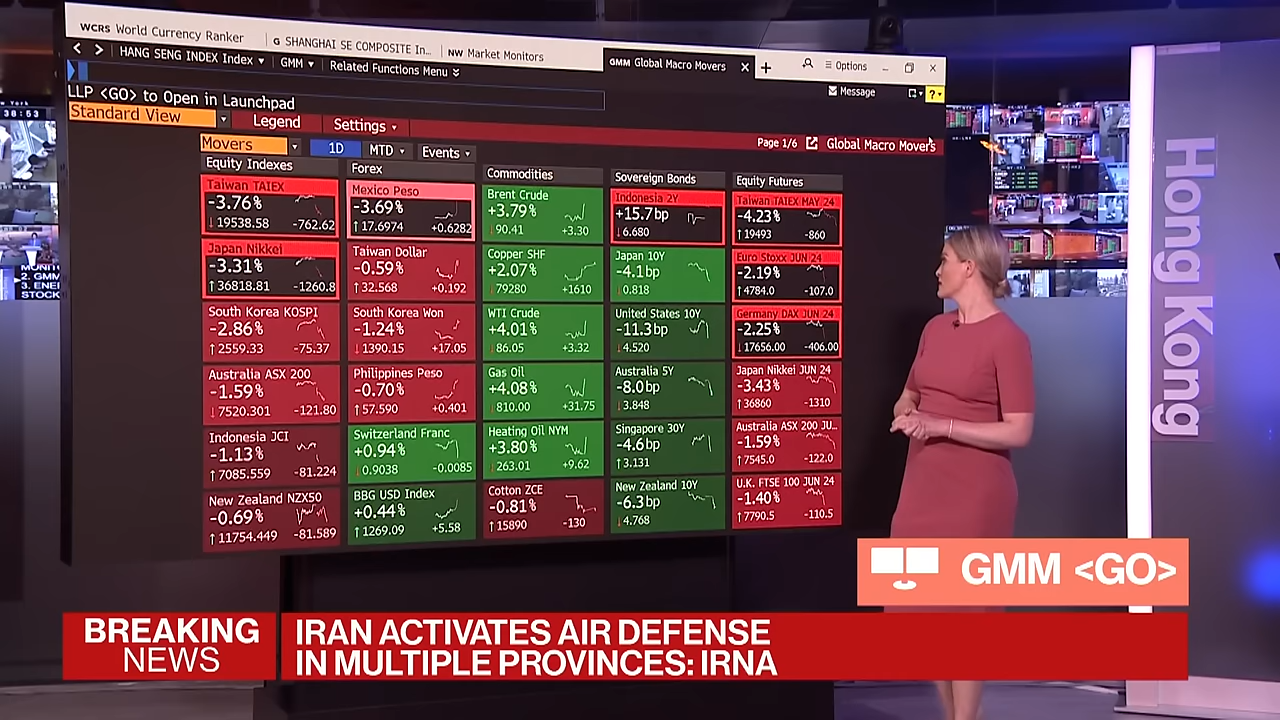 WCRS World Currency Ranker
G SHANGHAI SE COMPOSITE In...
NW Market Monitors
GMM Global Macro Movers
HANG SENG INDEX Index
GMM
Related Functions Menu
Options
Message
?
LLP <GO> to Open in Launchpad
Standard View
Legend
Settings
Page 1/6
Global Macro Movers
Movers
1D
MTD
Events
Equity Indexes
Taiwan TAIEX
-3.76%
↓19538.58 -762.62
Japan Nikkei
-3.31%
↑36818.81 -1260.8
South Korea KOSPI
-2.86%
↑2559.33 -75.37
Australia ASX 200
-1.59%
↓7520.301 -121.80
Indonesia JCI
-1.13%
↑7085.559 -81.224
New Zealand NZX50
-0.69%
↑11754.449 -81.589
Forex
Mexico Peso
-3.69%
↑17.6974 +0.6282
Taiwan Dollar
-0.59%
↑32.568 +0.192
South Korea Won
-1.24%
↓1390.15 +17.05
Philippines Peso
-0.70%
↑57.590 +0.401
Switzerland Franc
+0.94%
↓0.9038 -0.0085
BBG USD Index
+0.44%
↑1269.09 +5.58
Commodities
Brent Crude
+3.79%
↓90.41 +3.30
Copper SHF
+2.07%
↑79280 +1610
WTI Crude
+4.01%
↓86.05 +3.32
Gas Oil
+4.08%
↓810.00 +31.75
Heating Oil NYM
+3.80%
↓263.01 +9.62
Cotton ZCE
-0.81%
↑15890 -130
Sovereign Bonds
Indonesia 2Y
+15.7bp
↓6.680
Japan 10Y
-4.1bp
↓0.818
United States 10Y
-11.3bp
↓4.520
Australia 5Y
-8.0bp
↓3.848
Singapore 30Y
-4.6bp
↑3.131
New Zealand 10Y
-6.3bp
↓4.768
Equity Futures
Taiwan TAIEX MAY 24
-4.23%
↑19493 -860
Euro Stoxx JUN 24
-2.19%
↑4784.0 -107.0
Germany DAX JUN 24
-2.25%
↓17656.00 -406.00
Japan Nikkei JUN 24
-3.43%
↑36860 -1310
Australia ASX 200 JU...
-1.59%
↑7545.0 -122.0
U.K. FTSE 100 JUN 24
-1.40%
↑7790.5 -110.5
Hong Kong
2. GMM
3. ENE
STOCK
GMM <GO>
BREAKING
NEWS
IRAN ACTIVATES AIR DEFENSE
IN MULTIPLE PROVINCES: IRNA